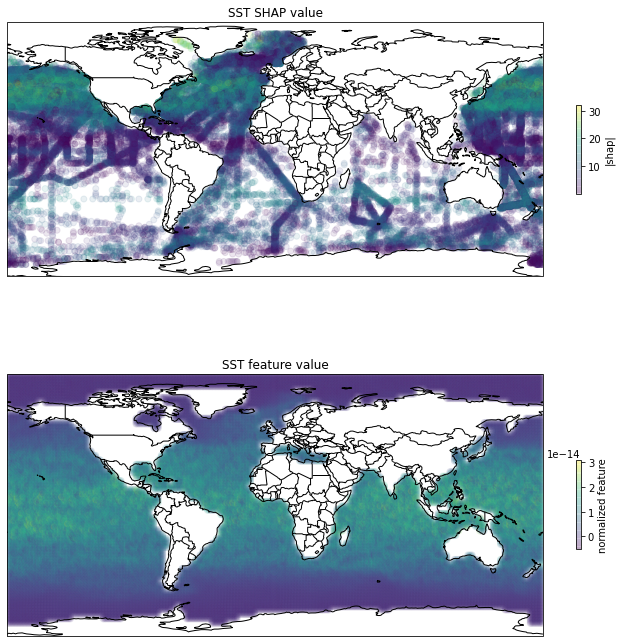 SST SHAP value
30
20
10
|shap|
SST feature value
1e−14
3
2
1
0
normalized feature